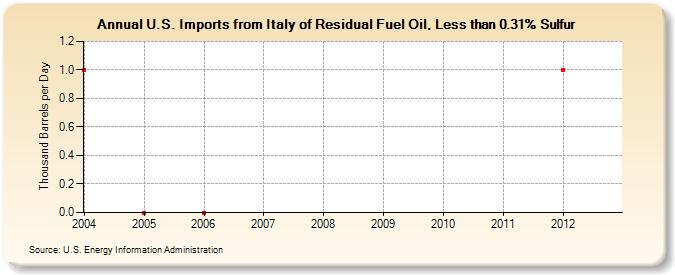 Annual U.S. Imports from Italy of Residual Fuel Oil, Less than 0.31% Sulfur
Thousand Barrels per Day
1.2
1.0
0.8
0.6
0.4
0.2
0.0
2004 2005 2006 2007 2008 2009 2010 2011 2012
Source: U.S. Energy Information Administration